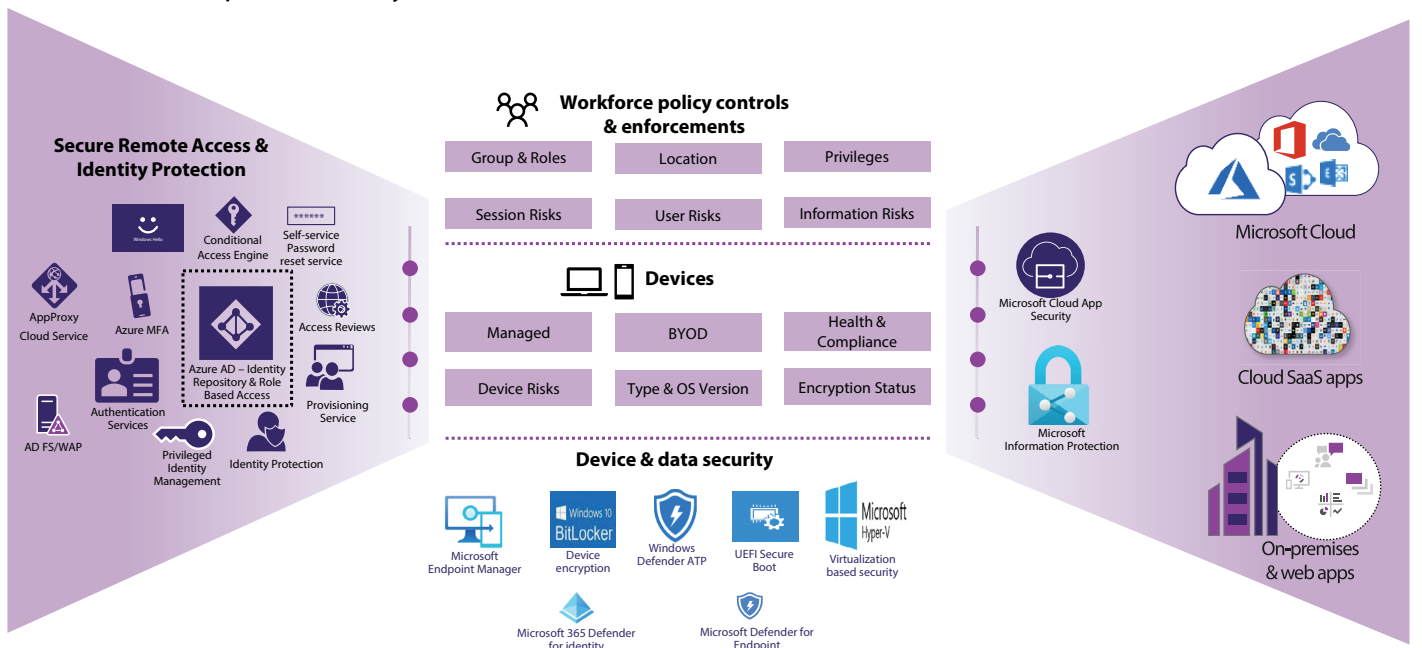 Workforce policy controls
& enforcements
Group & Roles
Location
Privileges
Session Risks
User Risks
Information Risks
Secure Remote Access &
Identity Protection
Windows Hello
Conditional
Access Engine
******
Self-service
Password
reset service
AppProxy
Cloud Service
Azure MFA
Azure AD – Identity
Repository & Role
Based Access
Access Reviews
Authentication
Services
Provisioning
Service
AD FS/WAP
Privileged
Identity
Management
Identity Protection
Devices
Managed
BYOD
Health &
Compliance
Device Risks
Type & OS Version
Encryption Status
Device & data security
Microsoft
Endpoint Manager
Windows 10
BitLocker
Device
encryption
Windows
Defender ATP
UEFI Secure
Boot
Microsoft
Hyper-V
Virtualization
based security
Microsoft 365 Defender
for identity
Microsoft Defender for
Endpoint
Microsoft Cloud App
Security
Microsoft
Information Protection
S
E
Microsoft Cloud
Cloud SaaS apps
On-premises
& web apps